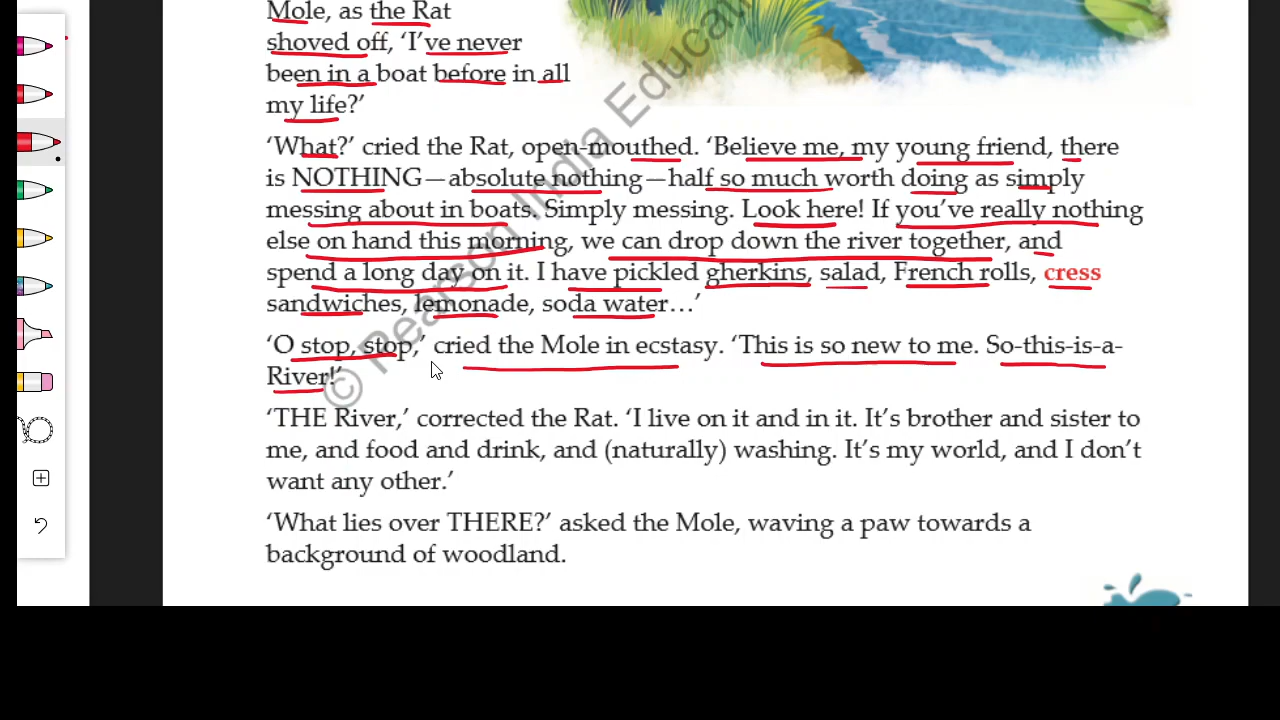 Mole, as the Rat
shoved off, ‘I’ve never
been in a boat before in all
my life?’
‘What?’ cried the Rat, open-mouthed. ‘Believe me, my young friend, there
is NOTHING—absolute nothing—half so much worth doing as simply
messing about in boats. Simply messing. Look here! If you’ve really nothing
else on hand this morning, we can drop down the river together, and
spend a long day on it. I have pickled gherkins, salad, French rolls, cress
sandwiches, lemonade, soda water…’
‘O stop, stop,’ cried the Mole in ecstasy. ‘This is so new to me. So-this-is-a-
River!’
‘THE River,’ corrected the Rat. ‘I live on it and in it. It’s brother and sister to
me, and food and drink, and (naturally) washing. It’s my world, and I don’t
want any other.’
‘What lies over THERE?’ asked the Mole, waving a paw towards a
background of woodland.
© Pearson India Educati